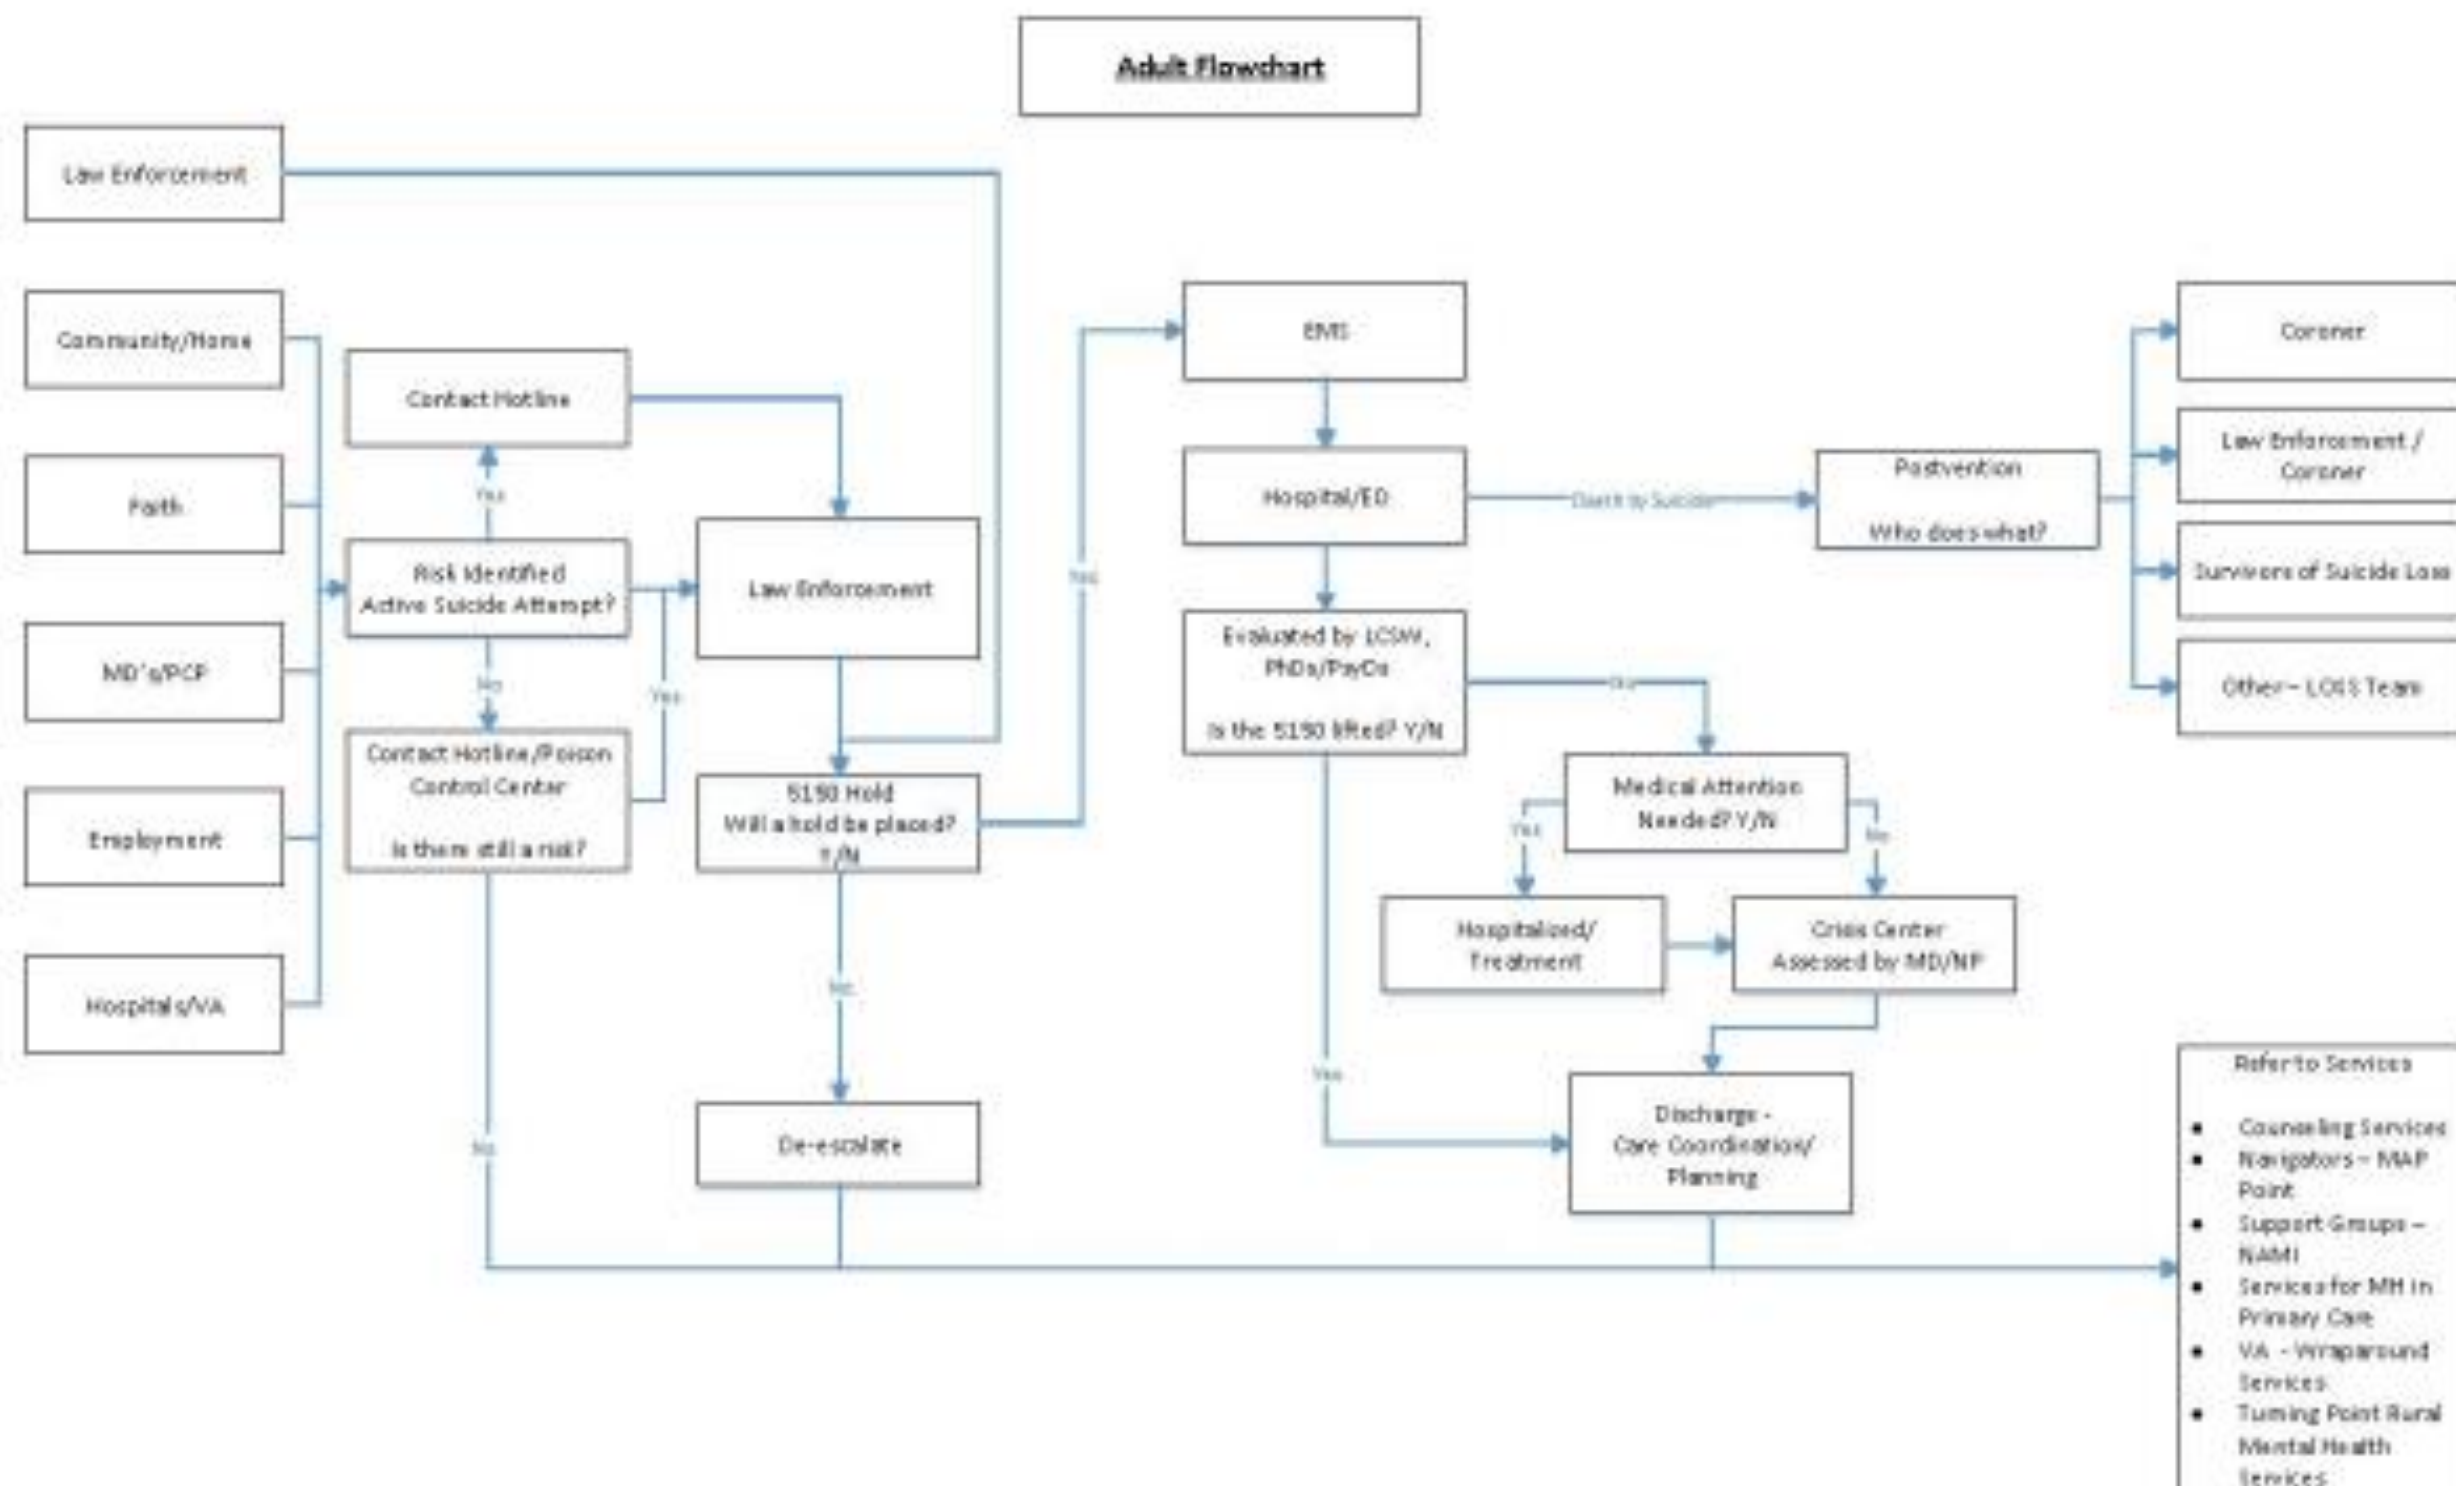 Adult Flowchart
Law Enforcement
Community/Home
Faith
MD's/PCP
Employment
Hospitals/VA
Contact Hotline
Yes
Risk Identified
Active Suicide Attempt?
No
Contact Hotline/Poison
Control Center
Is there still a risk?
Yes
No
Law Enforcement
5150 Hold
Will a hold be placed?
Y/N
No
De-escalate
Yes
EMS
Hospital/ED
Death by Suicide
Evaluated by LCSW,
PhDs/PsyDs
Is the 5150 lifted? Y/N
No
Yes
Medical Attention
Needed? Y/N
Yes
No
Hospitalized/
Treatment
Crisis Center
Assessed by MD/NP
Discharge -
Care Coordination/
Planning
Postvention
Who does what?
Coroner
Law Enforcement /
Coroner
Survivors of Suicide Loss
Other – LOSS Team
Refer to Services
• Counseling Services
• Navigators – MAP
Point
• Support Groups –
NAMI
• Services for MH in
Primary Care
• VA - Wraparound
Services
• Turning Point Rural
Mental Health
Services